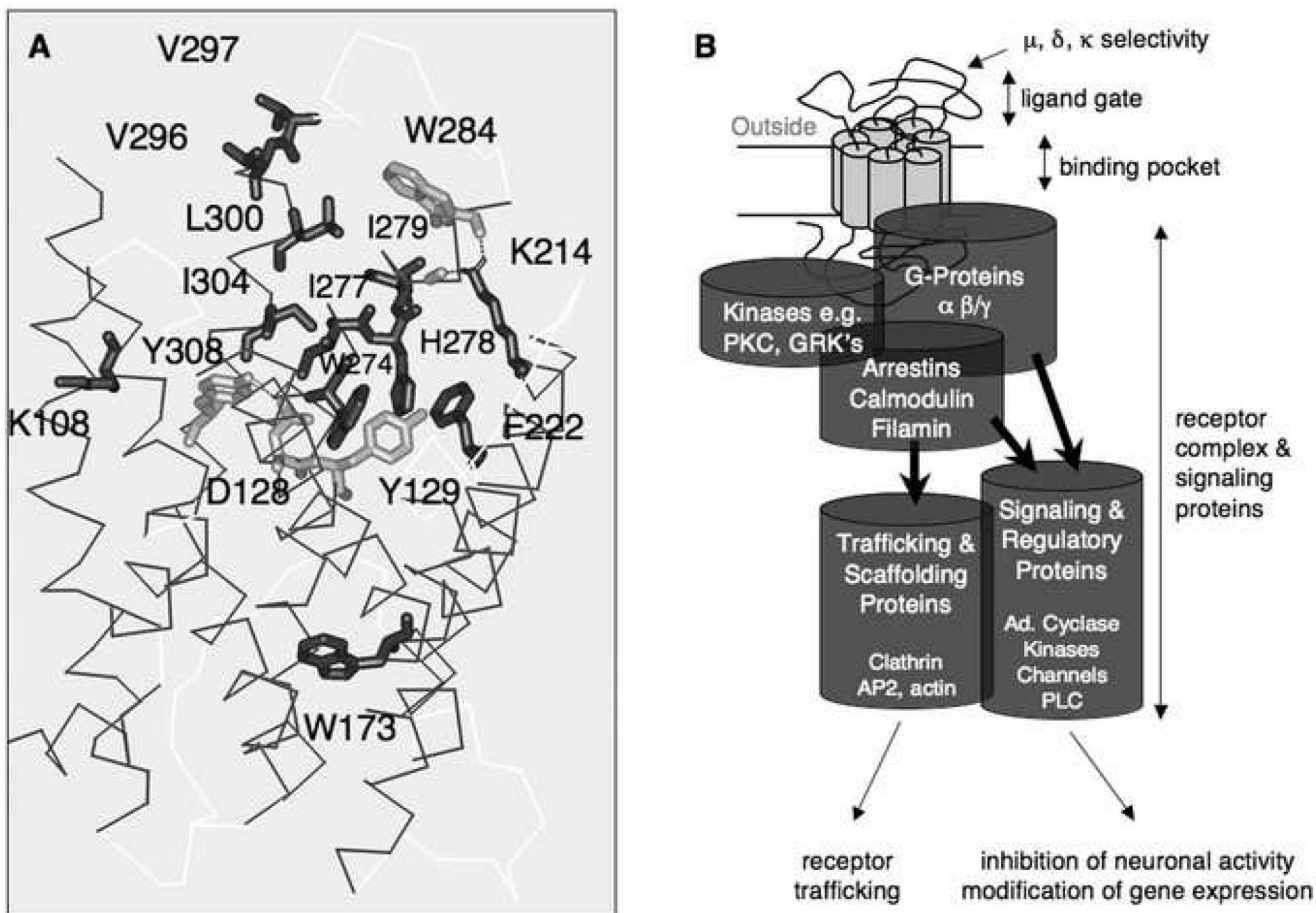 A
V297
V296
W284
L300
I279
K214
I304
I277
Y308
W274
H278
K108
F222
D128
Y129
W173
B
μ, δ, κ selectivity
ligand gate
Outside
binding pocket
G-Proteins
α β/γ
Kinases e.g.
PKC, GRK's
Arrestins
Calmodulin
Filamin
receptor
complex &
signaling
proteins
Trafficking &
Scaffolding
Proteins
Clathrin
AP2, actin
Signaling &
Regulatory
Proteins
Ad. Cyclase
Kinases
Channels
PLC
receptor
trafficking
inhibition of neuronal activity
modification of gene expression